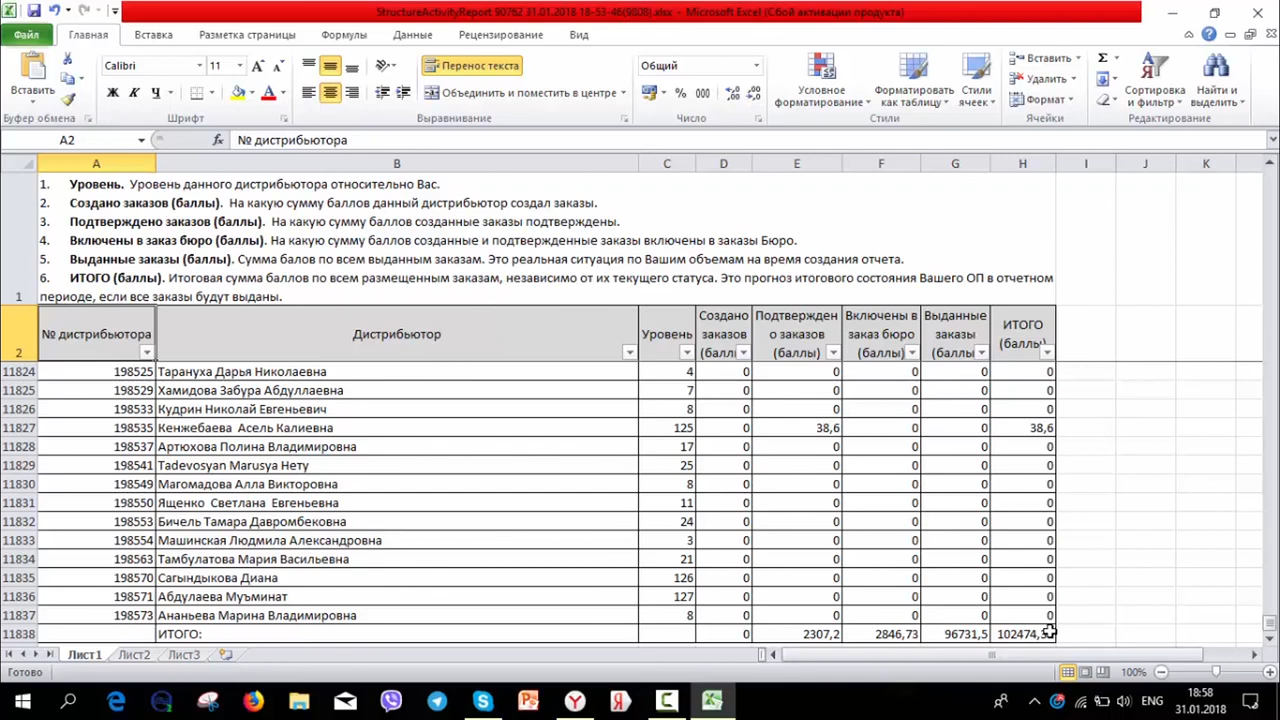 StructureActivityReport 90762 31.01.2018 18-53-46(9808).xlsx - Microsoft Excel (Сбой активации продукта)
Файл Главная Вставка Разметка страницы Формулы Данные Рецензирование Вид
Calibri 11 Перенос текста Общий Вставить Σ
Вставить Ж К Ч Объединить и поместить в центре % 000 Условное форматирование Форматировать как таблицу Стили ячеек Удалить Формат Сортировка и фильтр Найти и выделить
Буфер обмена Шрифт Выравнивание Число Стили Ячейки Редактирование
A2 fx № дистрибьютора
A B C D E F G H I J K
1. Уровень. Уровень данного дистрибьютора относительно Вас.
2. Создано заказов (баллы). На какую сумму баллов данный дистрибьютор создал заказы.
3. Подтверждено заказов (баллы). На какую сумму баллов созданные заказы подтверждены.
4. Включены в заказ бюро (баллы). На какую сумму баллов созданные и подтвержденные заказы включены в заказы Бюро.
5. Выданные заказы (баллы). Сумма балов по всем выданным заказам. Это реальная ситуация по Вашим объемам на время создания отчета.
6. ИТОГО (баллы). Итоговая сумма балов по всем размещенным заказам, независимо от их текущего статуса. Это прогноз итогового состояния Вашего ОП в отчетном
1 периоде, если все заказы будут выданы.
2 № дистрибьютора Дистрибьютор Уровень Создано заказов (балл Подтвержден о заказов (баллы) Включены в заказ бюро (баллы) Выданные заказы (баллы ИТОГО (баллы
11824 198525 Тарануха Дарья Николаевна 4 0 0 0 0 0
11825 198529 Хамидова Забура Абдуллаевна 7 0 0 0 0 0
11826 198533 Кудрин Николай Евгеньевич 8 0 0 0 0 0
11827 198535 Кенжебаева Асель Калиевна 125 0 38,6 0 0 38,6
11828 198537 Артюхова Полина Владимировна 17 0 0 0 0 0
11829 198541 Tadevosyan Marusya Нету 25 0 0 0 0 0
11830 198549 Магомадова Алла Викторовна 8 0 0 0 0 0
11831 198550 Ященко Светлана Евгеньевна 11 0 0 0 0 0
11832 198553 Бичель Тамара Давромбековна 24 0 0 0 0 0
11833 198554 Машинская Людмила Александровна 3 0 0 0 0 0
11834 198563 Тамбулатова Мария Васильевна 21 0 0 0 0 0
11835 198570 Сагындыкова Диана 126 0 0 0 0 0
11836 198571 Абдулаева Муъминат 127 0 0 0 0 0
11837 198573 Ананьева Марина Владимировна 8 0 0 0 0 0
11838 ИТОГО: 0 2307,2 2846,73 96731,5
Лист1 Лист2 Лист3
Готово 100%
ENG 18:58
31.01.2018